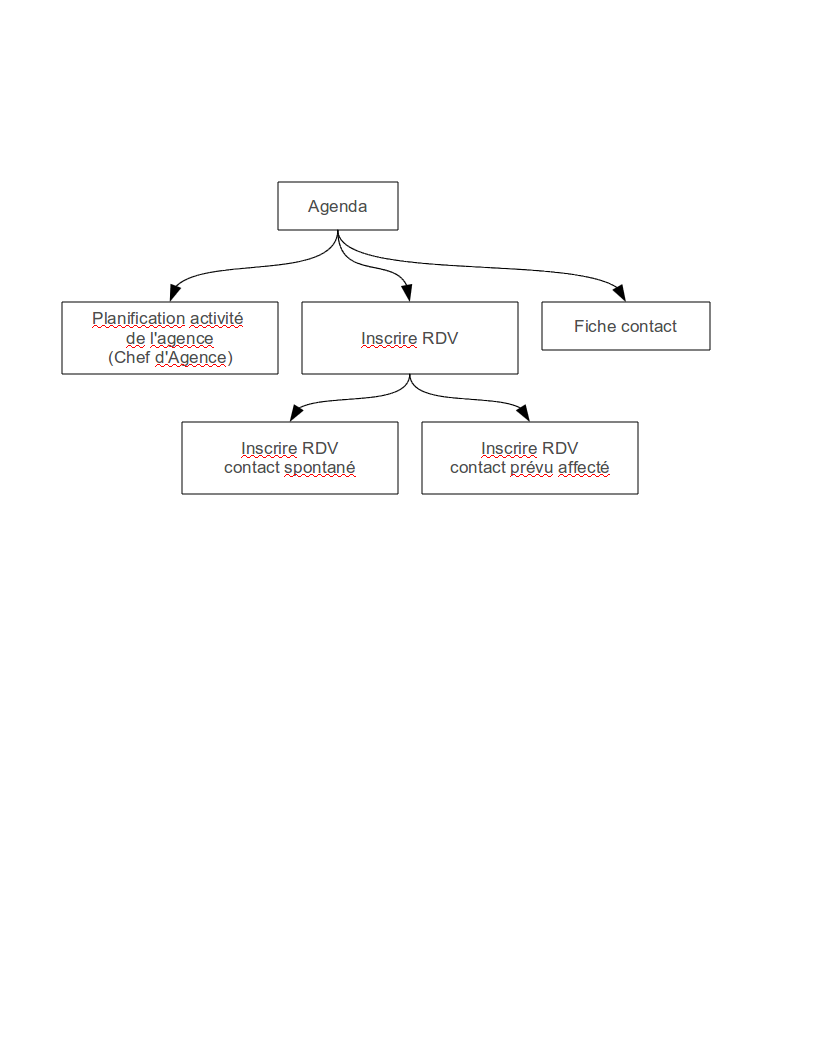 Agenda
Planification activité
de l'agence
(Chef d'Agence)
Inscrire RDV
Fiche contact
Inscrire RDV
contact spontané
Inscrire RDV
contact prévu affecté